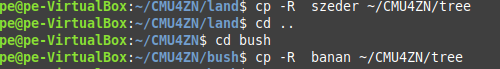 pe@pe-VirtualBox:~/CMU4ZN/land$ cp -R  szeder ~/CMU4ZN/tree
pe@pe-VirtualBox:~/CMU4ZN/land$ cd ..
pe@pe-VirtualBox:~/CMU4ZN$ cd bush
pe@pe-VirtualBox:~/CMU4ZN/bush$ cp -R  banan ~/CMU4ZN/tree